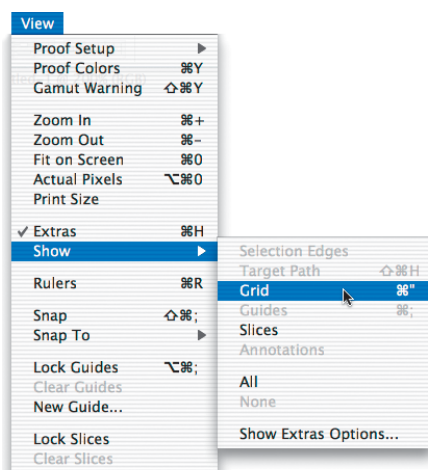 View
Proof Setup ▶
Proof Colors ⌘Y
Gamut Warning ⇧⌘Y
Zoom In ⌘+
Zoom Out ⌘-
Fit on Screen ⌘0
Actual Pixels ⌥⌘0
Print Size
✓ Extras ⌘H
Show ▶
Selection Edges
Target Path ⇧⌘H
Grid ⌘"
Guides ⌘;
Slices
Annotations
All
None
Show Extras Options...
Rulers ⌘R
Snap ⇧⌘;
Snap To ▶
Lock Guides ⌥⌘;
Clear Guides
New Guide...
Lock Slices
Clear Slices